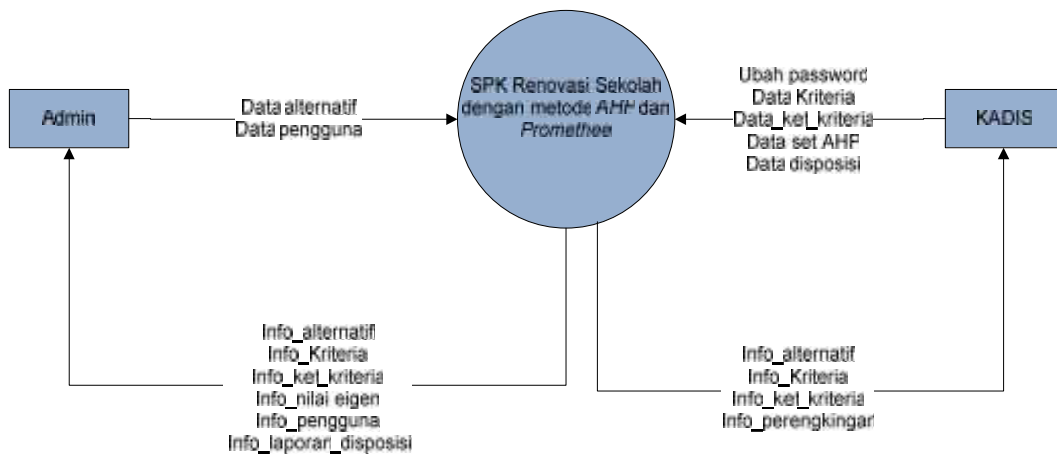 Admin
Data alternatif
Data pengguna
SPK Renovasi Sekolah
dengan metode AHP dan
Promethee
Ubah password
Data Kriteria
Data_ket_kriteria
Data set AHP
Data disposisi
KADIS
Info_alternatif
Info_Kriteria
Info_ket_kriteria
Info_nilai eigen
Info_pengguna
Info_laporan_disposisi
Info_alternatif
Info_Kriteria
Info_ket_kriteria
Info_perengkingan